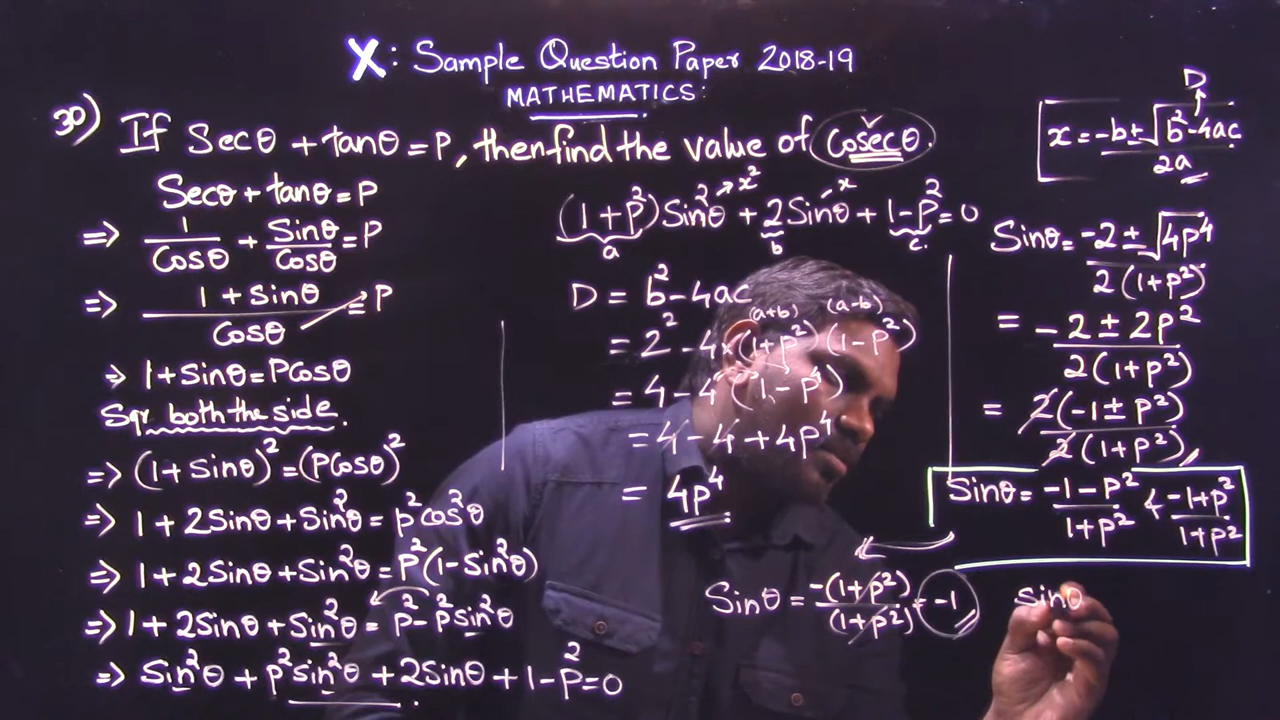 X: Sample Question Paper 2018-19
MATHEMATICS:
30) If Secθ + tanθ = P, then find the value of Cosecθ.
Secθ + tanθ = P
⇒ 1/Cosθ + Sinθ/Cosθ = P
⇒ (1 + Sinθ)/Cosθ = P
⇒ 1 + Sinθ = PCosθ
Sqr both the side.
⇒ (1 + Sinθ)² = (PCosθ)²
⇒ 1 + 2Sinθ + Sin²θ = P²cos²θ
⇒ 1 + 2Sinθ + Sin²θ = P²(1 - Sin²θ)
⇒ 1 + 2Sinθ + Sin²θ = P² - P²Sin²θ
⇒ Sin²θ + P²Sin²θ + 2Sinθ + 1 - P² = 0
x² x
(1 + P²)Sin²θ + 2Sinθ + 1 - P² = 0
a b c.
D = b² - 4ac
(a+b) (a-b)
= 2² - 4 × (1 + P²)(1 - P²)
= 4 - 4(1 - P⁴)
= 4 - 4 + 4P⁴
= 4P⁴
D
x = (-b ± √(b² - 4ac))/2a
Sinθ = (-2 ± √(4P⁴))/(2(1 + P²))
= (-2 ± 2P²)/(2(1 + P²))
= 2(-1 ± P²)/2(1 + P²)
Sinθ = (-1 - P²)/(1 + P²) & (-1 + P²)/(1 + P²)
Sinθ = -(1 + P²)/(1 + P²) = -1
Sinθ